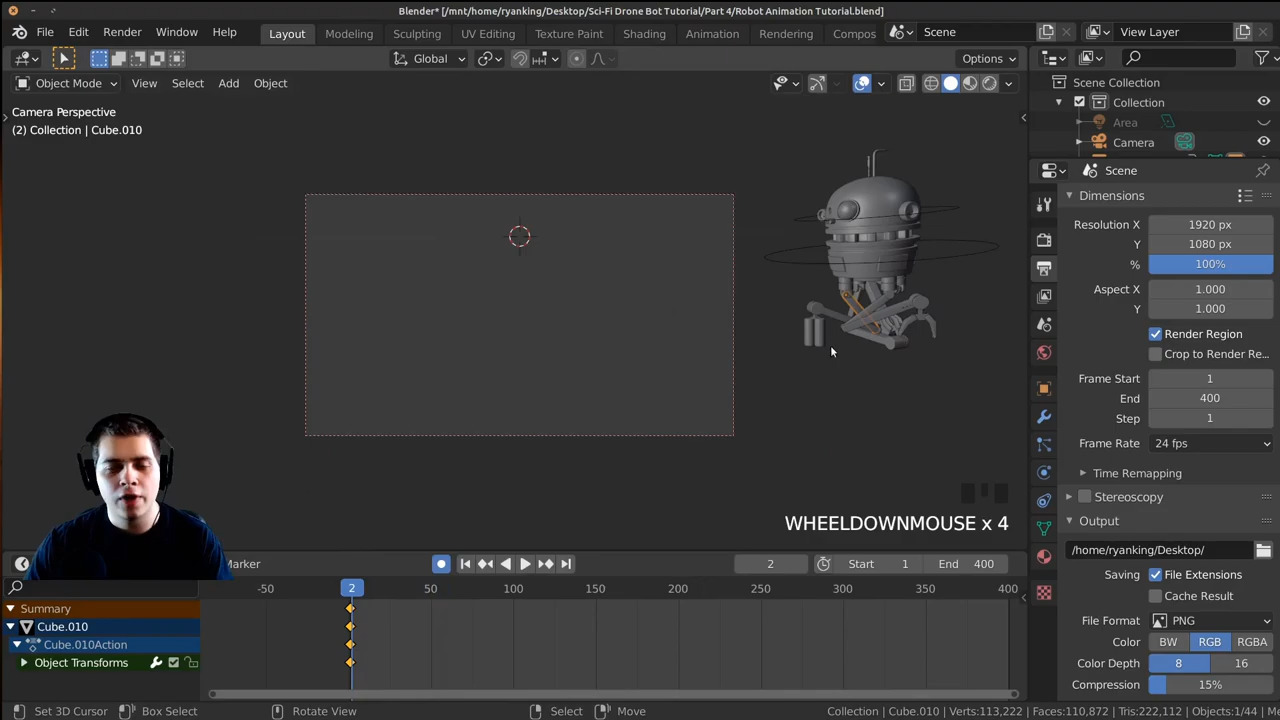 Blender* [/mnt/home/ryanking/Desktop/Sci-Fi Drone Bot Tutorial/Part 4/Robot Animation Tutorial.blend]
File Edit Render Window Help Layout Modeling Sculpting UV Editing Texture Paint Shading Animation Rendering Compos Scene View Layer
Global Options
Object Mode View Select Add Object
Scene Collection
Collection
Area
Camera
Camera Perspective
(2) Collection | Cube.010
Scene
Dimensions
Resolution X 1920 px
Y 1080 px
% 100%
Aspect X 1.000
Y 1.000
Render Region
Crop to Render Re...
Frame Start 1
End 400
Step 1
Frame Rate 24 fps
Time Remapping
Stereoscopy
Output
/home/ryanking/Desktop/
Saving File Extensions
Cache Result
File Format PNG
Color BW RGB RGBA
Color Depth 8 16
Compression 15%
WHEELDOWNMOUSE x 4
Marker 2 Start 1 End 400
-50 2 50 100 150 200 250 300 350 400
Summary
Cube.010
Cube.010Action
Object Transforms
Set 3D Cursor Box Select Rotate View Select Move Collection | Cube.010 | Verts:113,222 | Faces:110,872 | Tris:222,112 | Objects:1/44 | Me